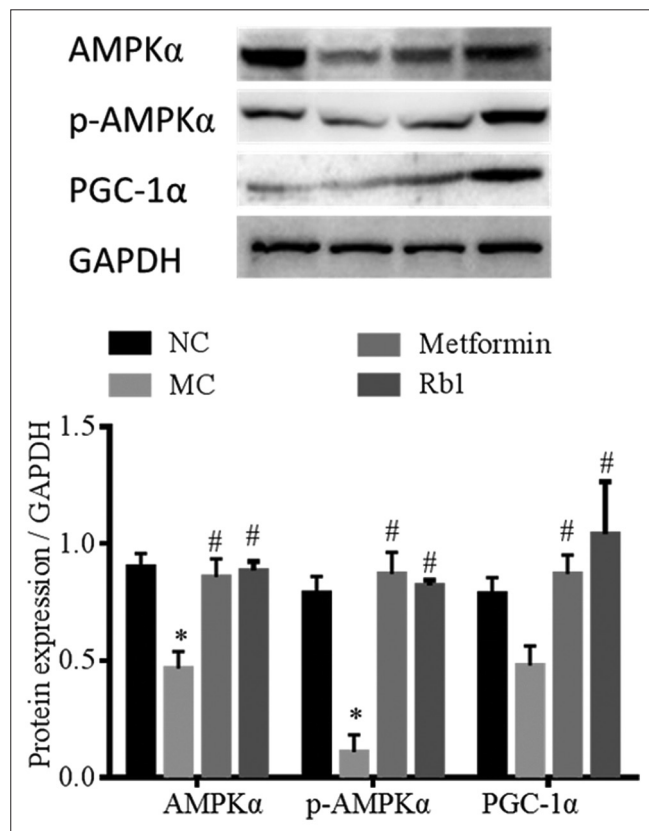 AMPKα
p-AMPKα
PGC-1α
GAPDH
NC
Metformin
MC
Rb1
Protein expression / GAPDH
1.5
1.0
0.5
0.0
# #
*
# #
*
# #
AMPKα p-AMPKα PGC-1α